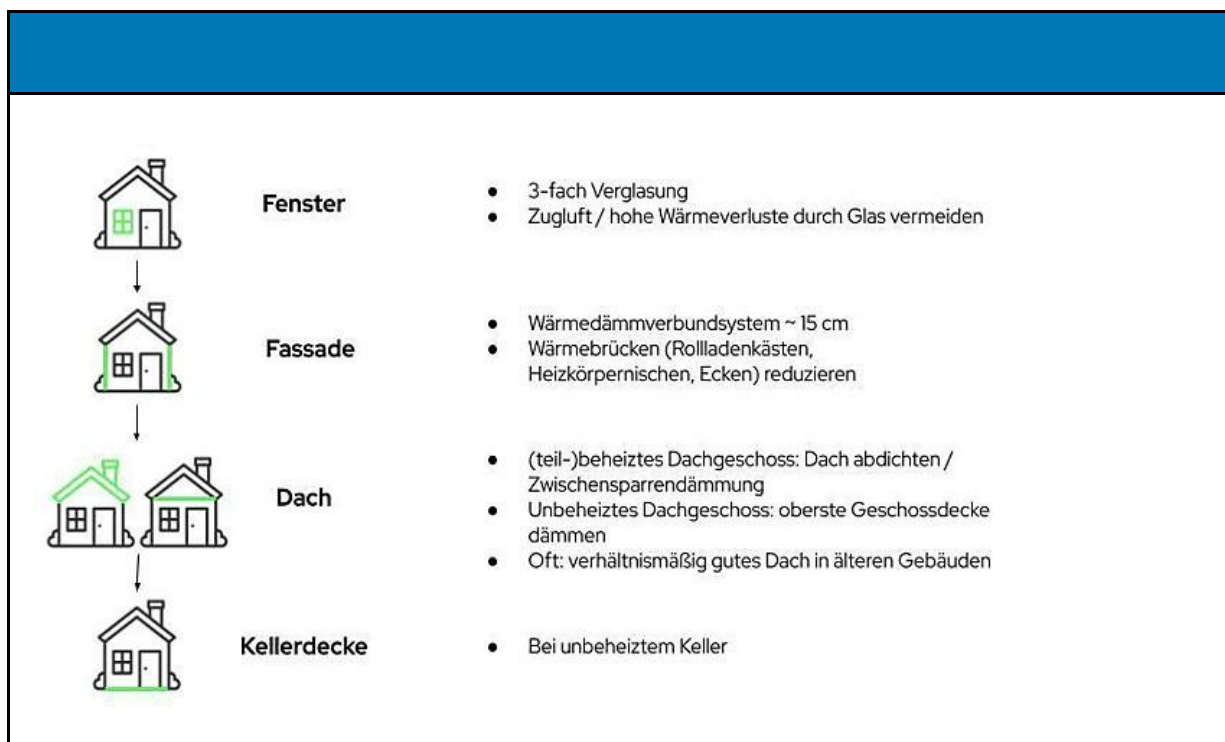 Fenster
● 3-fach Verglasung
● Zugluft / hohe Wärmeverluste durch Glas vermeiden
Fassade
● Wärmedämmverbundsystem ~ 15 cm
● Wärmebrücken (Rollladenkästen,
Heizkörpernischen, Ecken) reduzieren
Dach
● (teil-)beheiztes Dachgeschoss: Dach abdichten /
Zwischensparrendämmung
● Unbeheiztes Dachgeschoss: oberste Geschossdecke
dämmen
● Oft: verhältnismäßig gutes Dach in älteren Gebäuden
Kellerdecke
● Bei unbeheiztem Keller